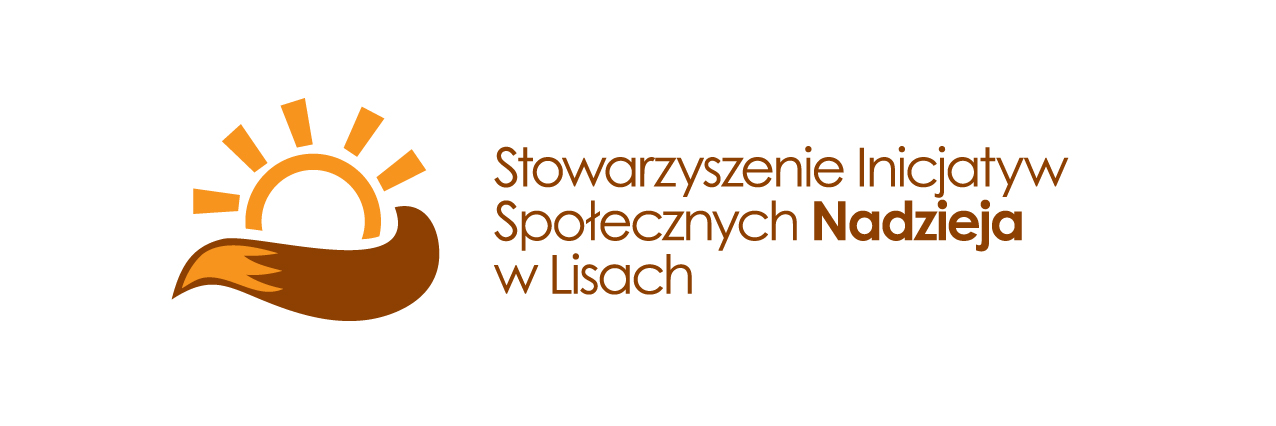 Stowarzyszenie Inicjatyw
Społecznych Nadzieja
w Lisach